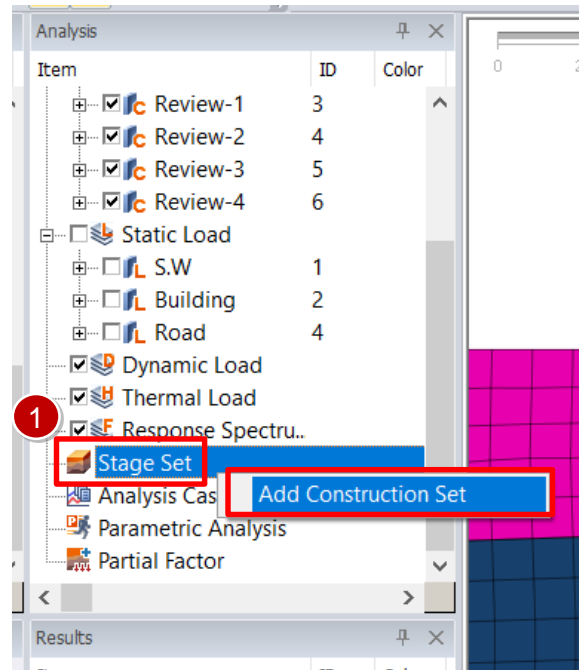 Analysis
Item ID Color
0
Review-1 3
Review-2 4
Review-3 5
Review-4 6
Static Load
S.W 1
Building 2
Road 4
Dynamic Load
Thermal Load
1
Response Spectru..
Stage Set
Add Construction Set
Analysis Cas
Parametric Analysis
Partial Factor
Results